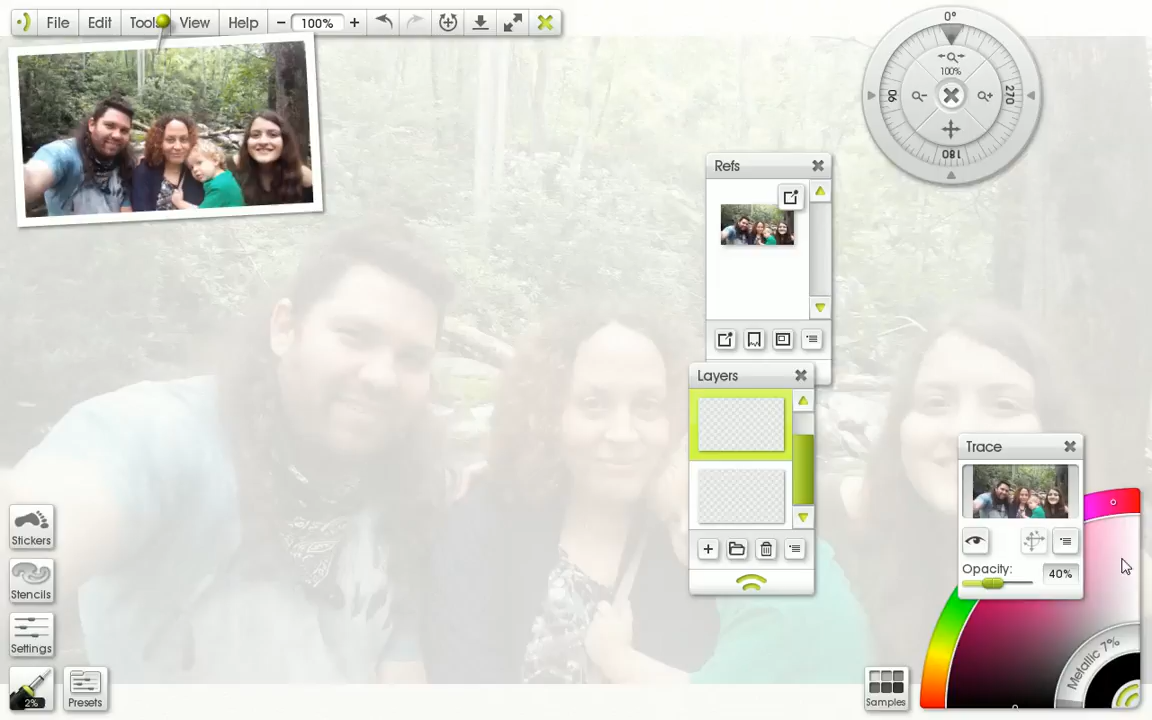 File Edit Tools View Help 100%
0°
100%
90
270
180
Refs
Layers
Trace
Opacity: 40%
Stickers
Stencils
Settings
2%
Presets
Samples
Metallic 7%